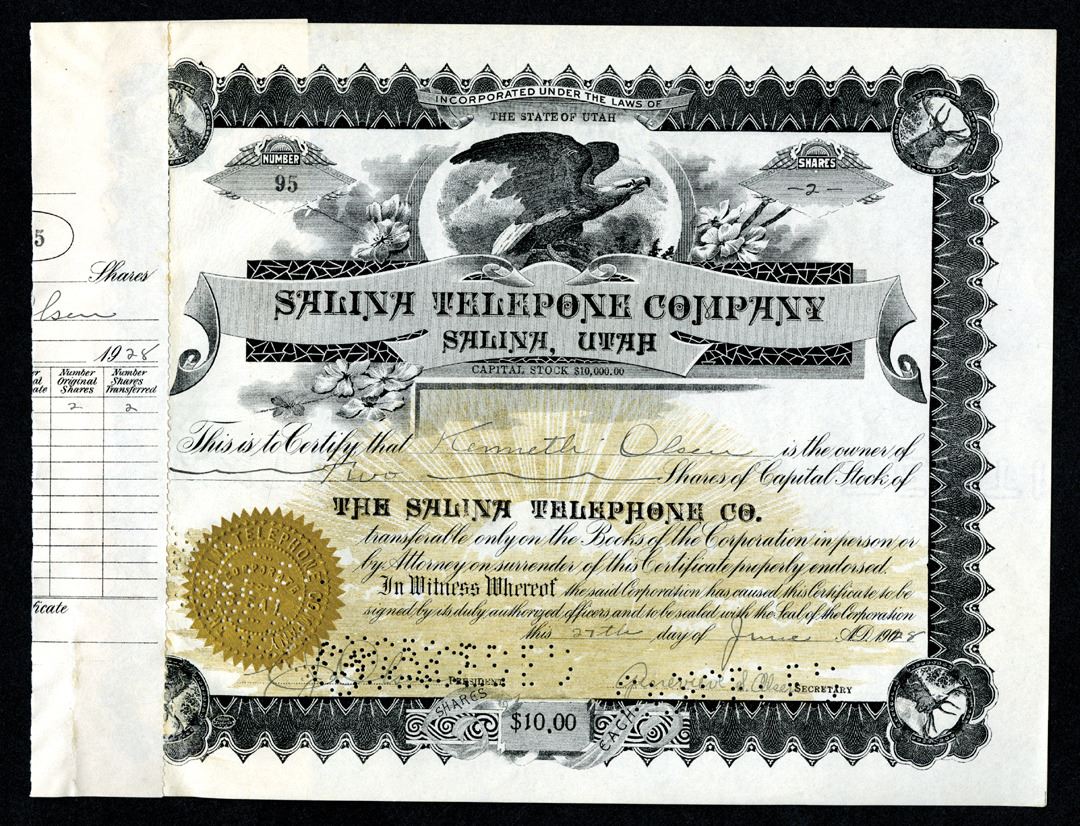 INCORPORATED UNDER THE LAWS OF
THE STATE OF UTAH
NUMBER
95
SHARES
-2-
SALINA TELEPONE COMPANY
SALINA, UTAH
CAPITAL STOCK $10,000.00
This is to Certify that Kenneth Olsen is the owner of
Two Shares of Capital Stock of
THE SALINA TELEPHONE CO.
transferable only on the Books of the Corporation in person or
by Attorney on surrender of this Certificate properly endorsed.
In Witness Whereof the said Corporation has caused this Certificate to be
signed by its duly authorized officers and to be sealed with the Seal of the Corporation
this 27th day of June A.D. 1928
PRESIDENT
Genevieve S. Olsen SECRETARY
SHARES $10.00 EACH
TELEPHONE CO.
5
Shares
lsen
1928
Number Original Shares
Number Shares Transferred
2 2
ficate